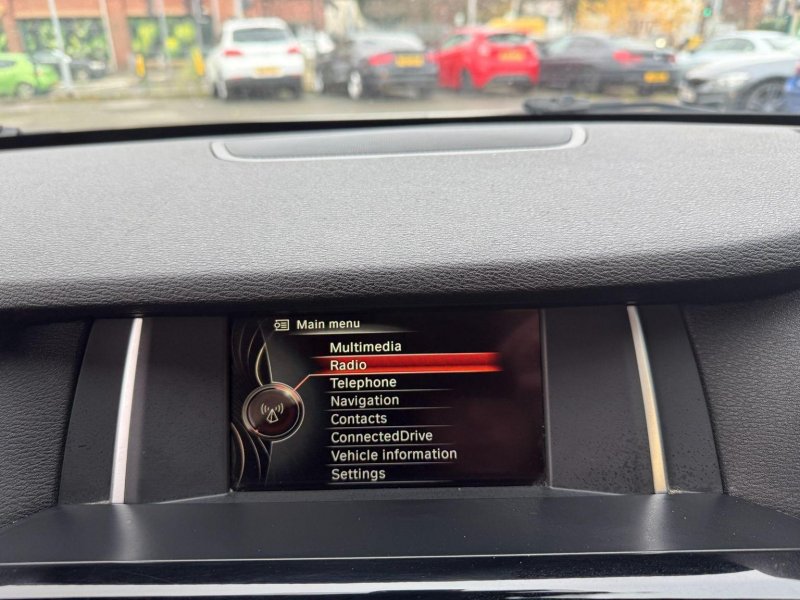 Main menu
Multimedia
Radio
Telephone
Navigation
Contacts
ConnectedDrive
Vehicle information
Settings